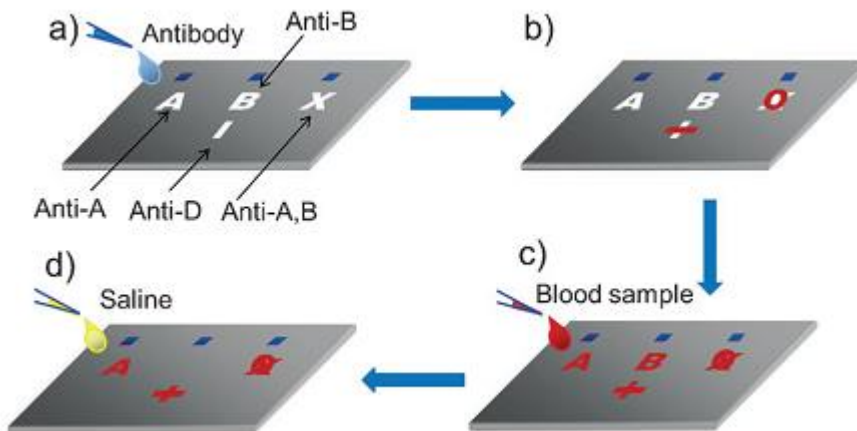 a)
Antibody
Anti-B
A B X
I
Anti-A
Anti-D
Anti-A,B
b)
A B O
c)
Blood sample
A B
d)
Saline
A